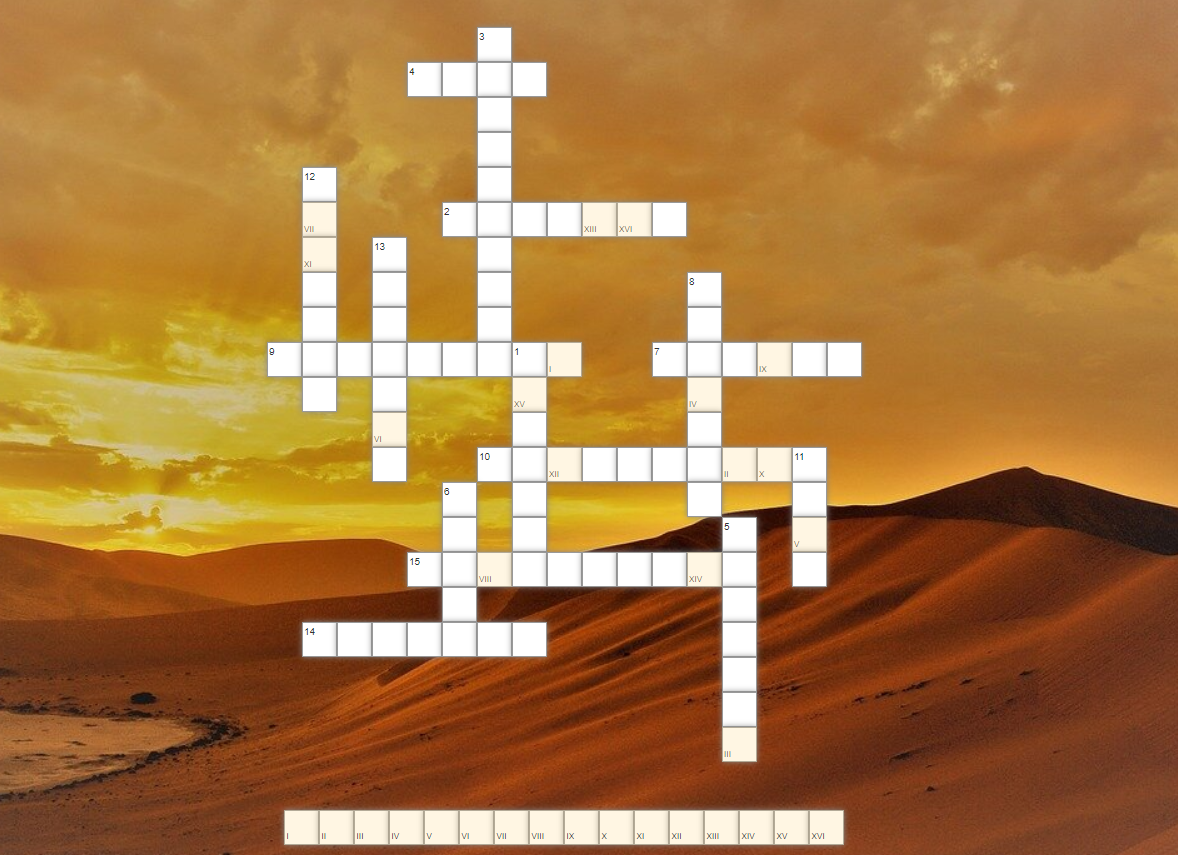 3
4
12
2 XIII XVI
VII
13
XI
8
9 1 I 7 IX
XV IV
VI
10 XII II X 11
6
5
V
15 VIII XIV
14
III
I II III IV V VI VII VIII IX X XI XII XIII XIV XV XVI